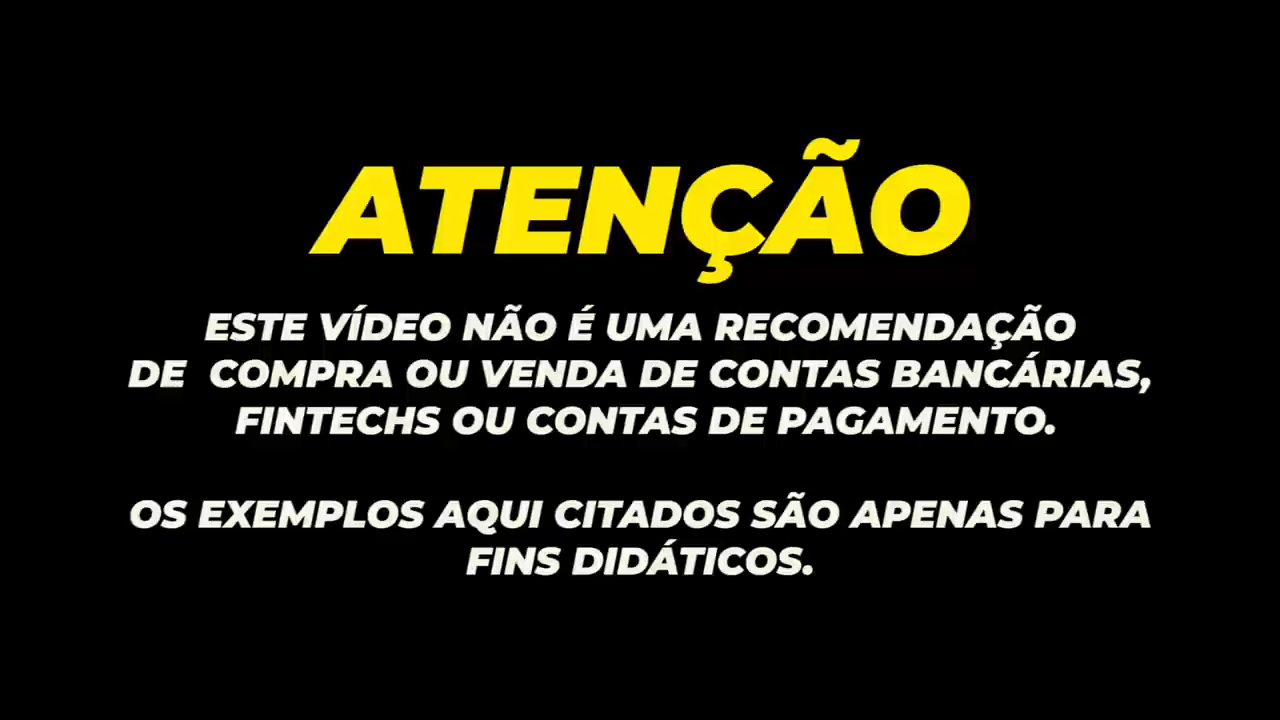 ATENÇÃO
ESTE VÍDEO NÃO É UMA RECOMENDAÇÃO
DE COMPRA OU VENDA DE CONTAS BANCÁRIAS,
FINTECHS OU CONTAS DE PAGAMENTO.
OS EXEMPLOS AQUI CITADOS SÃO APENAS PARA
FINS DIDÁTICOS.